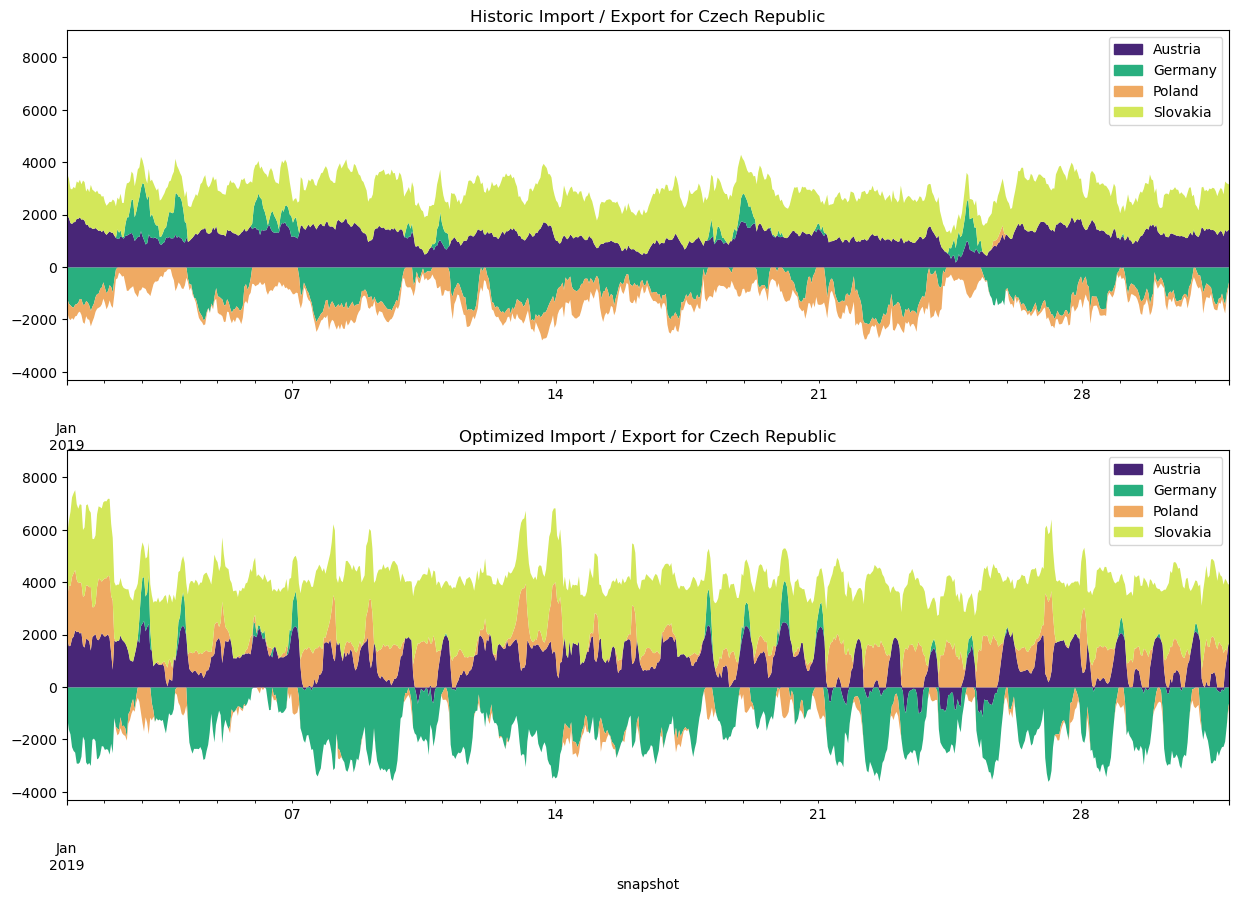 Historic Import / Export for Czech Republic
8000
6000
4000
2000
0
−2000
−4000
Austria
Germany
Poland
Slovakia
07
14
21
28
Jan
2019
Optimized Import / Export for Czech Republic
8000
6000
4000
2000
0
−2000
−4000
Austria
Germany
Poland
Slovakia
07
14
21
28
Jan
2019
snapshot